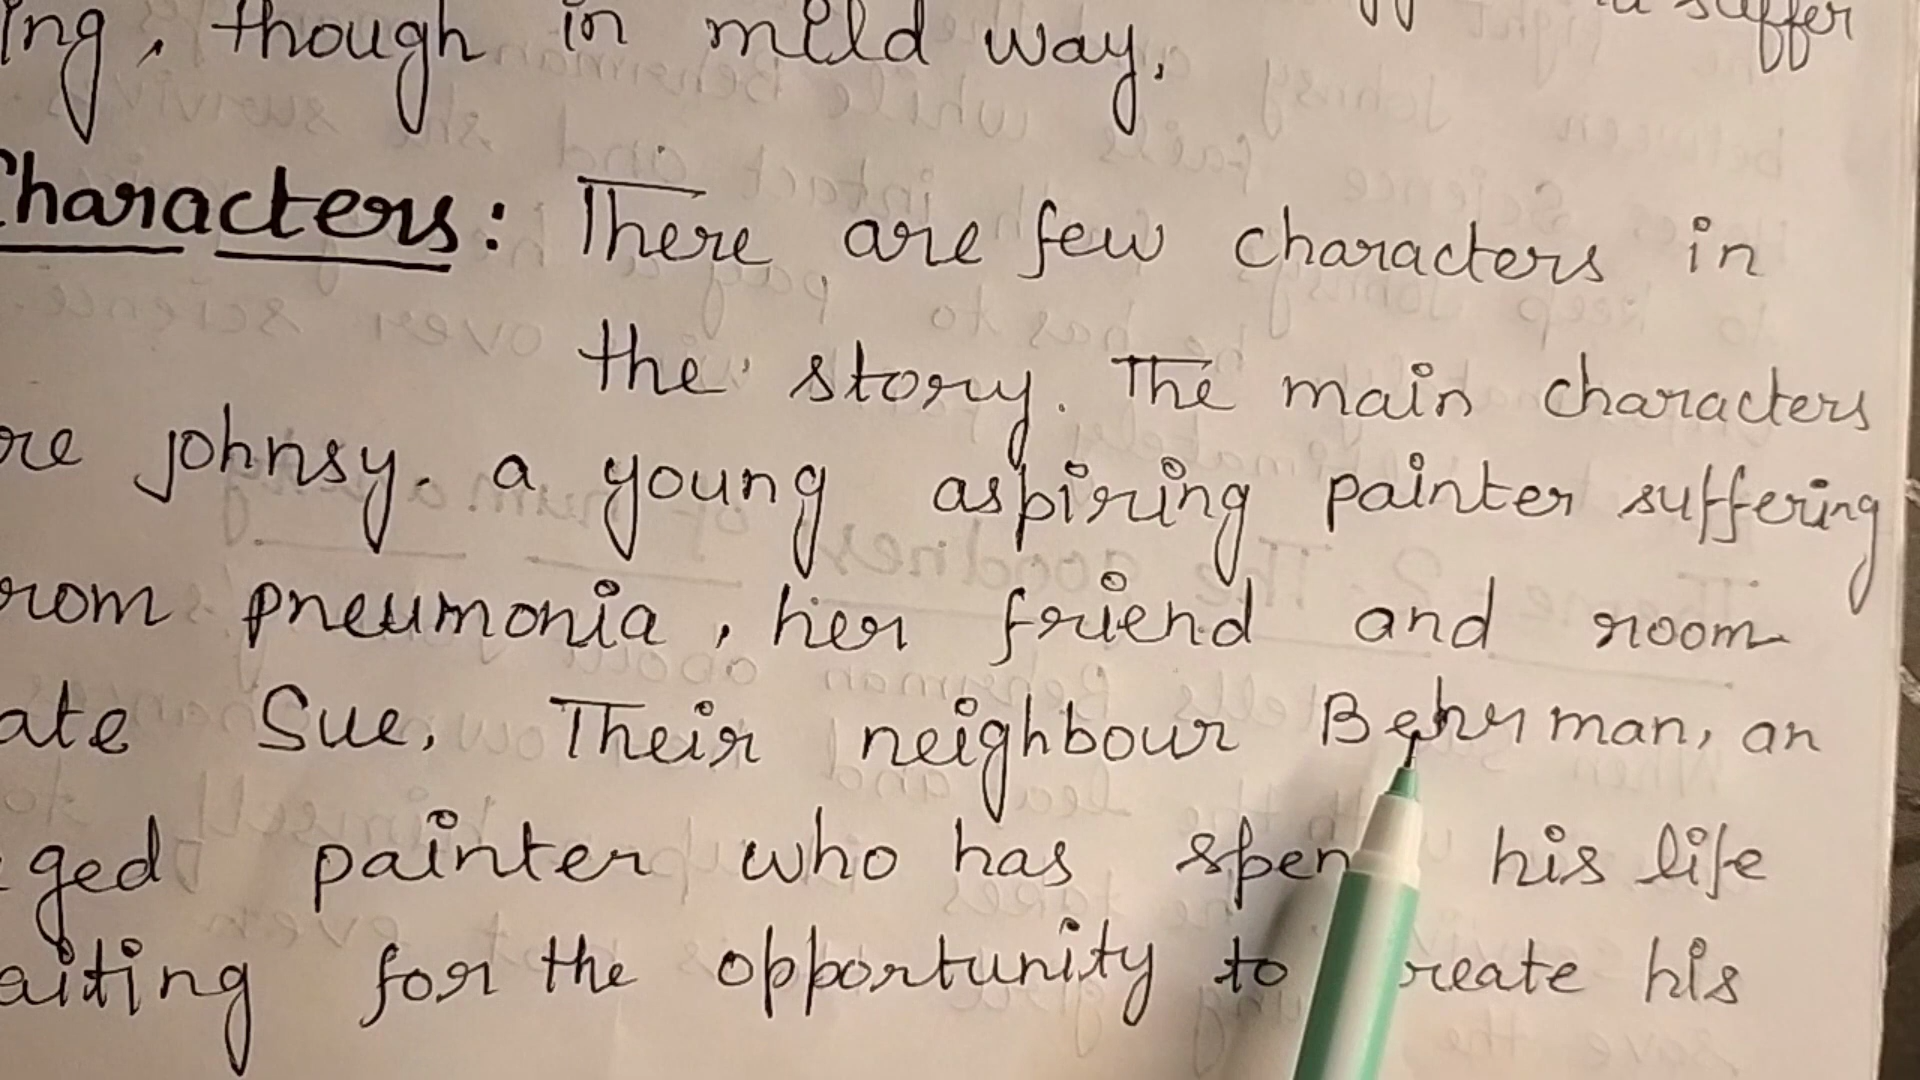 ing, though in mild way. suffer
Characters: There are few characters in
the story. The main characters
re johnsy. a young aspiring painter suffering
rom pneumonia, her friend and room
ate Sue. Their neighbour Behrman, an
ged painter who has spen his life
aiting for the opportunity to reate his